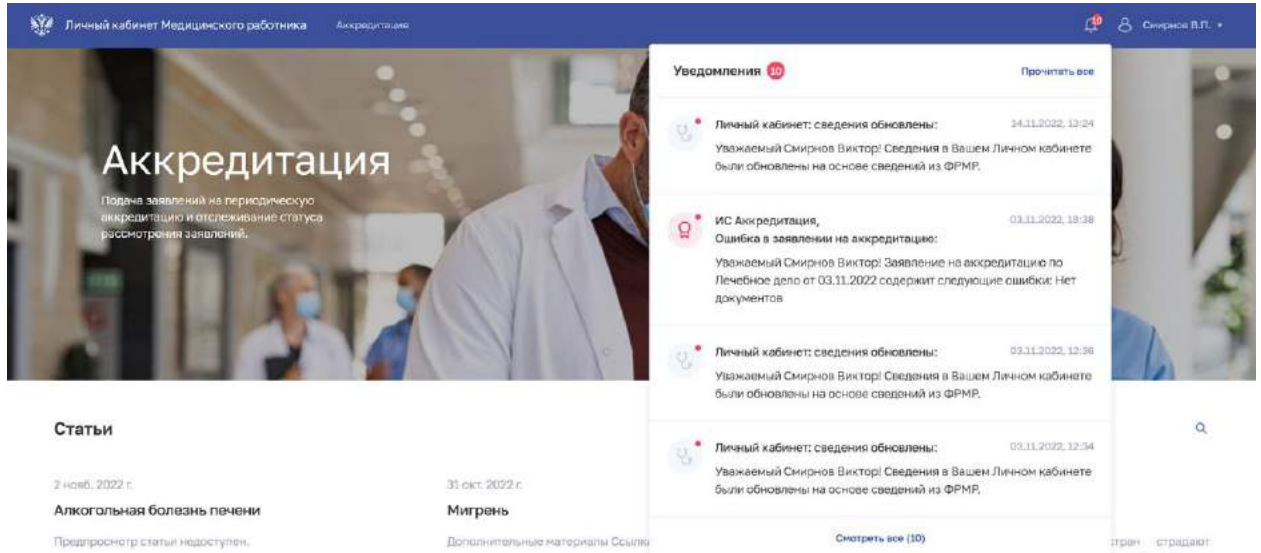 Личный кабинет Медицинского работника
Аккредитация
10
Смирнов В.П.
Аккредитация
Подача заявлений на периодическую
аккредитацию и отслеживание статуса
рассмотрения заявлений.
Уведомления 10
Прочитать все
Личный кабинет: сведения обновлены:
14.11.2022, 13:24
Уважаемый Смирнов Виктор! Сведения в Вашем Личном кабинете
были обновлены на основе сведений из ФРМР.
ИС Аккредитация,
03.11.2022, 18:38
Ошибка в заявлении на аккредитацию:
Уважаемый Смирнов Виктор! Заявление на аккредитацию по
Лечебное дело от 03.11.2022 содержит следующие ошибки: Нет
документов
Личный кабинет: сведения обновлены:
03.11.2022, 12:36
Уважаемый Смирнов Виктор! Сведения в Вашем Личном кабинете
были обновлены на основе сведений из ФРМР.
Личный кабинет: сведения обновлены:
03.11.2022, 12:34
Уважаемый Смирнов Виктор! Сведения в Вашем Личном кабинете
были обновлены на основе сведений из ФРМР.
Смотреть все (10)
Статьи
2 нояб. 2022 г.
Алкогольная болезнь печени
Предпросмотр статьи недоступен.
31 окт. 2022 г.
Мигрень
Дополнительные материалы Ссылка
стран страдают